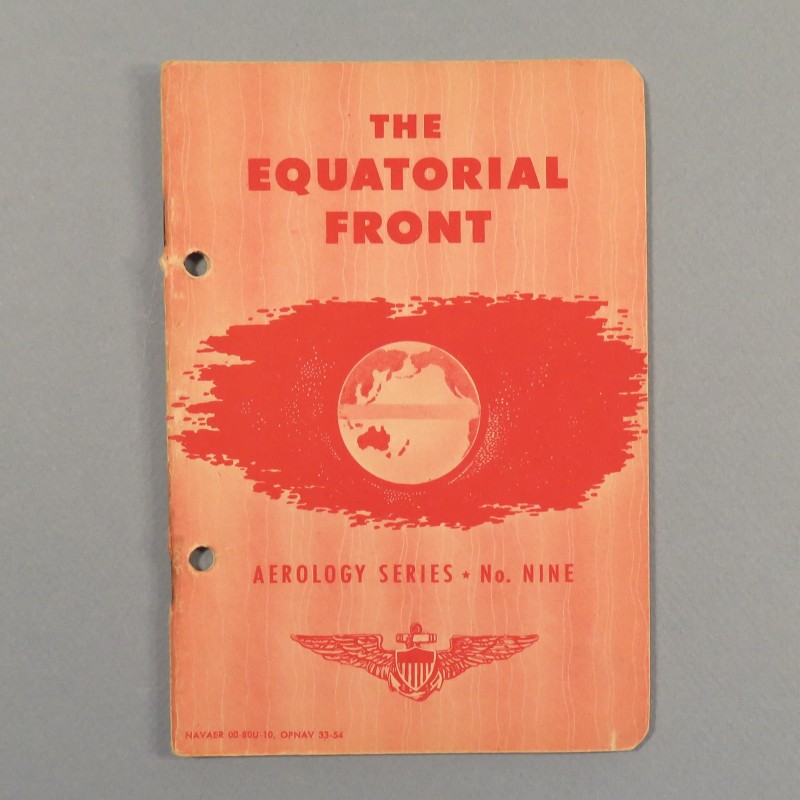 THE
EQUATORIAL
FRONT
AEROLOGY SERIES ★ No. NINE
NAVAER 00-80U-10, OPNAV 33-54